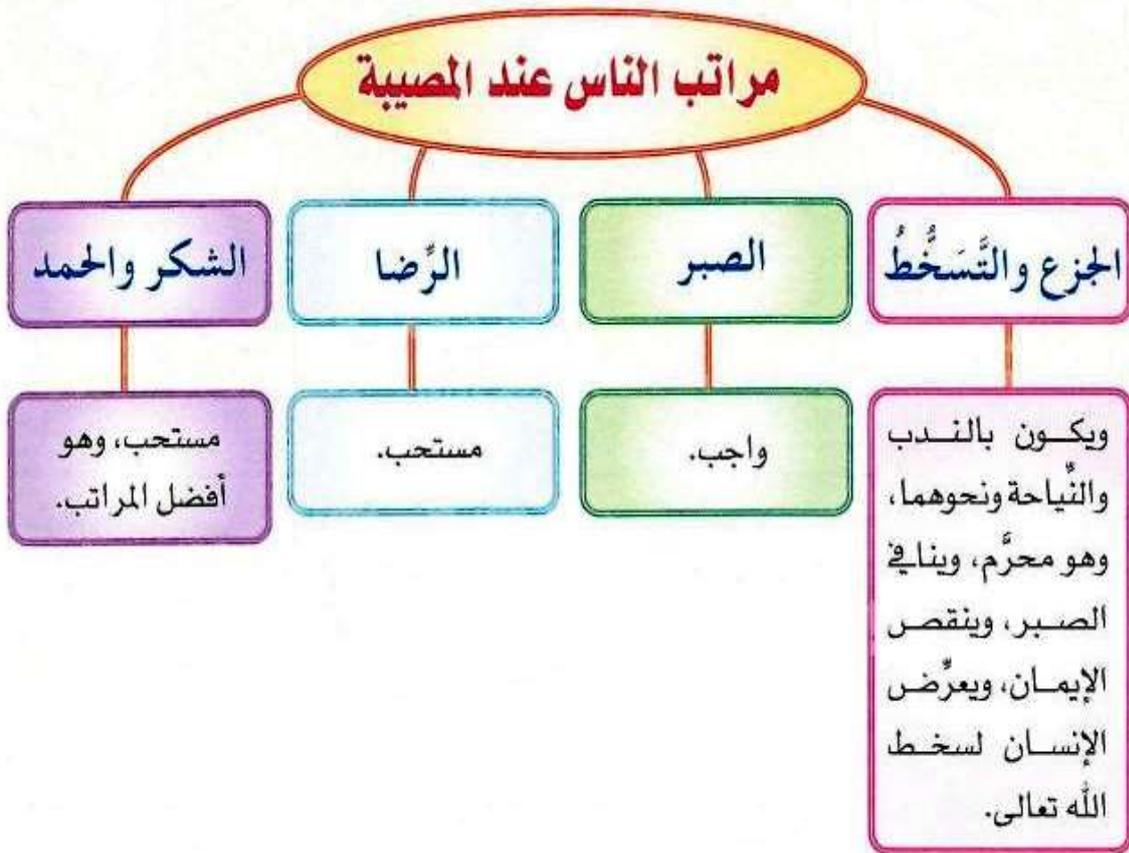 مراتب الناس عند المصيبة
الجزع والتَّسَخُّطُ
الصبر
الرِّضا
الشكر والحمد
ويكون بالندب
والنِّياحة ونحوهما،
وهو محرَّم، وينافي
الصبر، وينقص
الإيمان، ويعرِّض
الإنسان لسخط
الله تعالى.
واجب.
مستحب.
مستحب، وهو
أفضل المراتب.